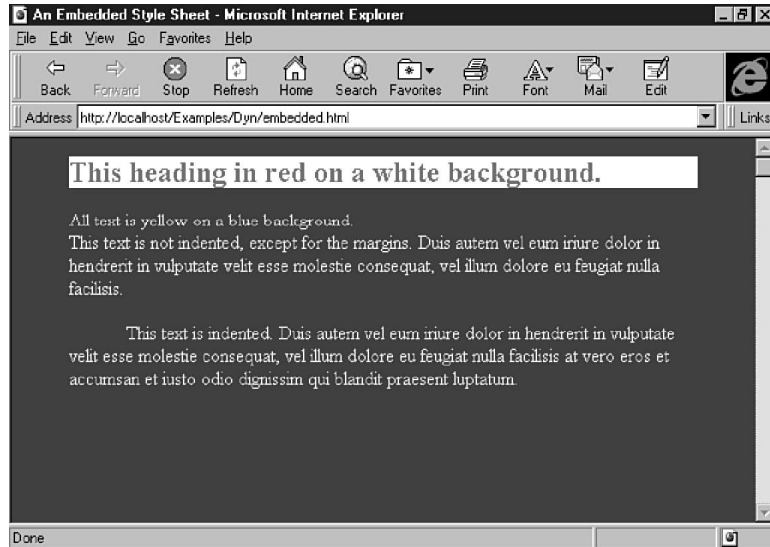 An Embedded Style Sheet - Microsoft Internet Explorer
File Edit View Go Favorites Help
Back Forward Stop Refresh Home Search Favorites Print Font Mail Edit
Address http://localhost/Examples/Dyn/embedded.html Links
This heading in red on a white background.
All text is yellow on a blue background.
This text is not indented, except for the margins. Duis autem vel eum iriure dolor in
hendrerit in vulputate velit esse molestie consequat, vel illum dolore eu feugiat nulla
facilisis.
This text is indented. Duis autem vel eum iriure dolor in hendrerit in vulputate
velit esse molestie consequat, vel illum dolore eu feugiat nulla facilisis at vero eros et
accumsan et iusto odio dignissim qui blandit praesent luptatum.
Done